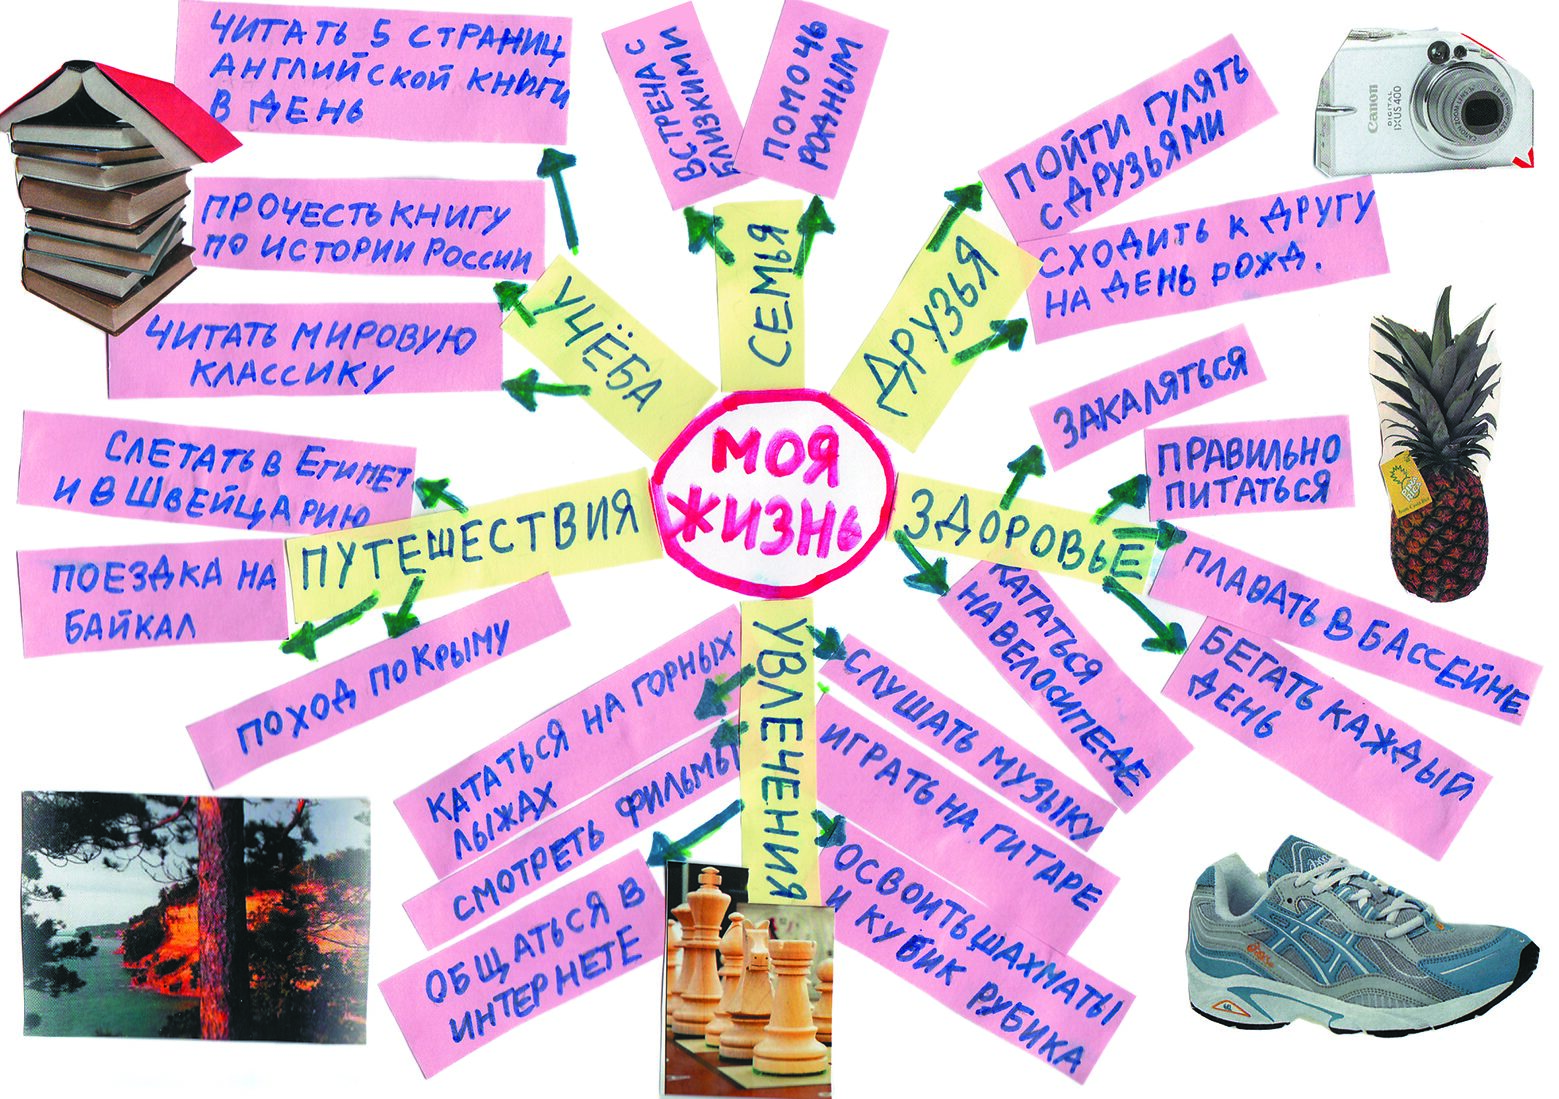 ЧИТАТЬ 5 СТРАНИЦ
АНГЛИЙСКОЙ КНИГИ
В ДЕНЬ
ПРОЧЕСТЬ КНИГУ
ПО ИСТОРИИ РОССИИ
ЧИТАТЬ МИРОВУЮ
КЛАССИКУ
УЧЁБА
ВСТРЕЧА С
БЛИЗКИМИ
ПОМОЧЬ
РОДНЫМ
СЕМЬЯ
ПОЙТИ ГУЛЯТЬ
С ДРУЗЬЯМИ
СХОДИТЬ К ДРУГУ
НА ДЕНЬ РОЖД.
ДРУЗЬЯ
Canon
DIGITAL
IXUS 400
МОЯ
ЖИЗНЬ
ЗАКАЛЯТЬСЯ
ПРАВИЛЬНО
ПИТАТЬСЯ
ЗДОРОВЬЕ
ПЛАВАТЬ В БАССЕЙНЕ
БЕГАТЬ КАЖДЫЙ
ДЕНЬ
КАТАТЬСЯ
НА ВЕЛОСИПЕДЕ
СЛЕТАТЬ В ЕГИПЕТ
И В ШВЕЙЦАРИЮ
ПУТЕШЕСТВИЯ
ПОЕЗДКА НА
БАЙКАЛ
ПОХОД ПО КРЫМУ
УВЛЕЧЕНИЯ
КАТАТЬСЯ НА ГОРНЫХ
ЛЫЖАХ
СМОТРЕТЬ ФИЛЬМЫ
ОБЩАТЬСЯ В
ИНТЕРНЕТЕ
СЛУШАТЬ МУЗЫКУ
ИГРАТЬ НА ГИТАРЕ
ОСВОИТЬ ШАХМАТЫ
И КУБИК РУБИКА